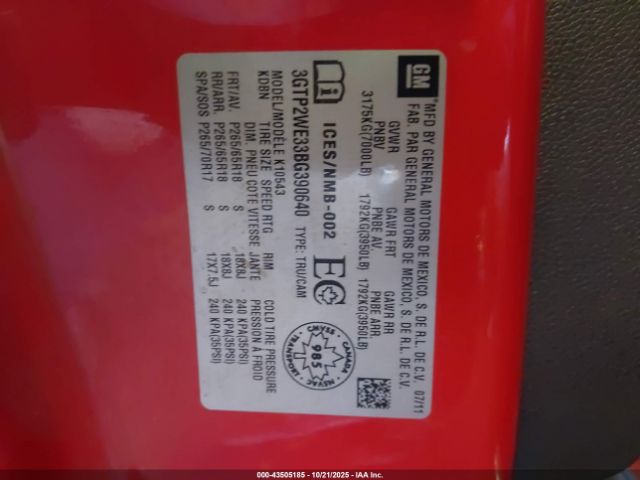 GM
MFD BY GENERAL MOTORS DE MEXICO, S. DE R.L. DE C.V. 07/11
FAB. PAR GENERAL MOTORS DE MEXICO, S. DE R.L. DE C.V.
GVWR GAWR FRT GAWR RR
PNBV PNBE AV. PNBE ARR
3175KG(7000LB) 1792KG(3950LB) 1792KG(3950LB)
ICES/NMB-002 EC
CANADA
CMVSS
985
NSVAC
TRANSPORT
3GTP2WE33BG390640 TYPE: TRU/CAM
MODEL/MODÈLE K10543
KDBN
TIRE SIZE SPEED RTG RIM COLD TIRE PRESSURE
DIM. PNEU COTE VITESSE JANTE PRESSION À FROID
FRT/AV. P265/65R18 S 18X8J 240 KPA(35PSI)
RR/ARR. P265/65R18 S 18X8J 240 KPA(35PSI)
SPA/SOS P265/70R17 S 17X7.5J 240 KPA(35PSI)
000-43505185 - 10/21/2025 - IAA Inc.